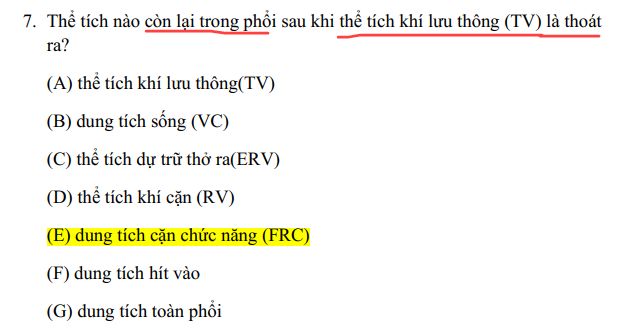 7. Thể tích nào còn lại trong phổi sau khi thể tích khí lưu thông (TV) là thoát
ra?
(A) thể tích khí lưu thông(TV)
(B) dung tích sống (VC)
(C) thể tích dự trữ thở ra(ERV)
(D) thể tích khí cặn (RV)
(E) dung tích cặn chức năng (FRC)
(F) dung tích hít vào
(G) dung tích toàn phổi